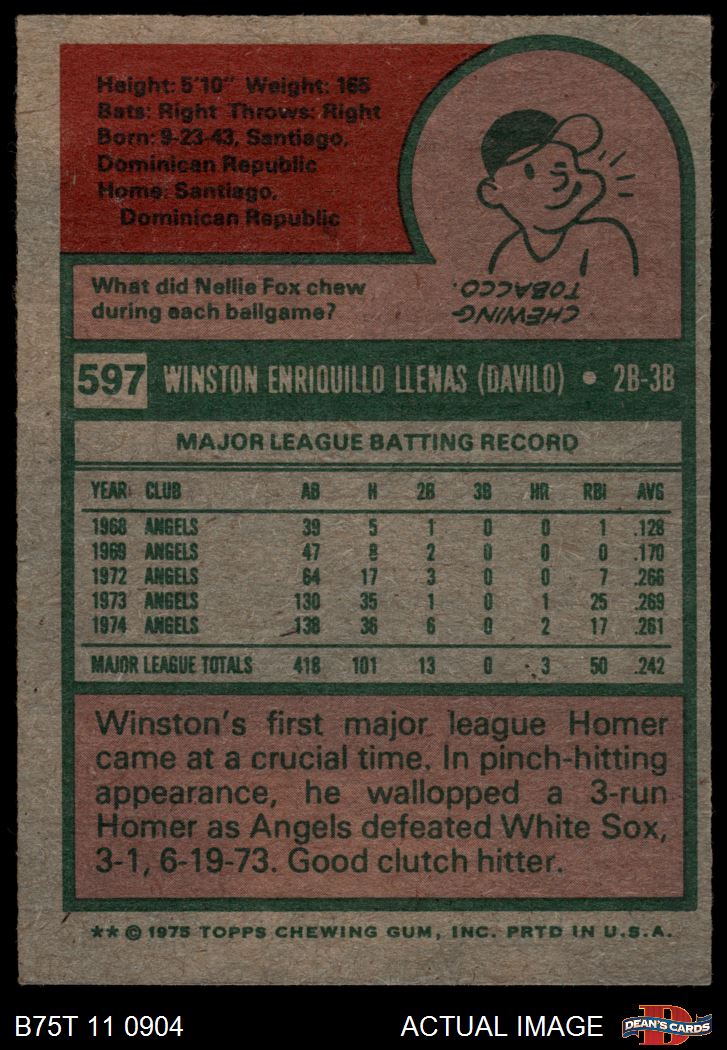 Height: 5'10" Weight: 165
Bats: Right Throws: Right
Born: 9-23-43, Santiago,
Dominican Republic
Home: Santiago,
Dominican Republic
What did Nellie Fox chew
during each ballgame?
CHEWING
TOBACCO.
597 WINSTON ENRIQUILLO LLENAS (DAVILO) • 2B-3B
MAJOR LEAGUE BATTING RECORD
YEAR CLUB AB H 2B 3B HR RBI AVG
1968 ANGELS 39 5 1 0 0 1 .128
1969 ANGELS 47 8 2 0 0 0 .170
1972 ANGELS 64 17 3 0 0 7 .266
1973 ANGELS 130 35 1 0 1 25 .269
1974 ANGELS 138 36 6 0 2 17 .261
MAJOR LEAGUE TOTALS 418 101 13 0 3 50 .242
Winston's first major league Homer
came at a crucial time. In pinch-hitting
appearance, he wallopped a 3-run
Homer as Angels defeated White Sox,
3-1, 6-19-73. Good clutch hitter.
** © 1975 TOPPS CHEWING GUM, INC. PRTD IN U.S.A.
B75T 11 0904 ACTUAL IMAGE D DEAN'S CARDS